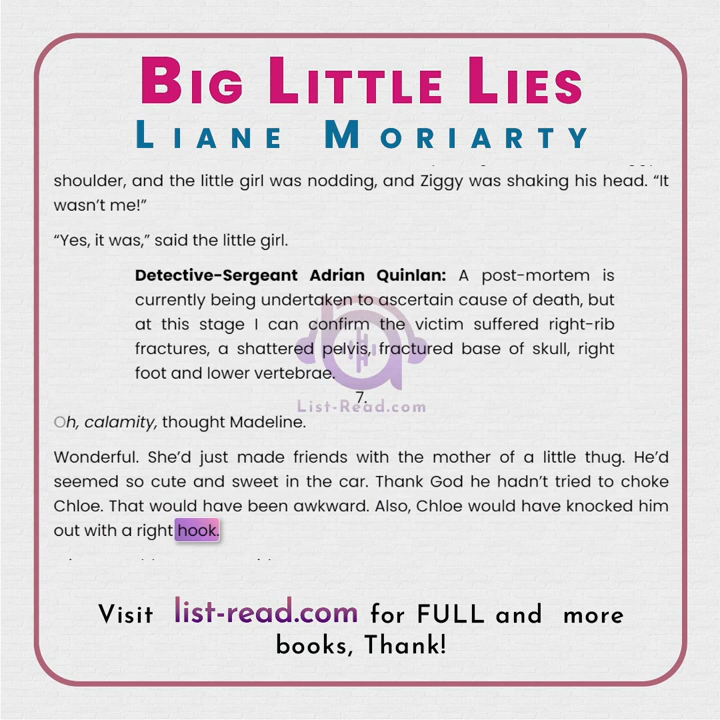 BIG LITTLE LIES
LIANE MORIARTY
shoulder, and the little girl was nodding, and Ziggy was shaking his head. “It
wasn’t me!”
“Yes, it was,” said the little girl.
Detective-Sergeant Adrian Quinlan: A post-mortem is
currently being undertaken to ascertain cause of death, but
at this stage I can confirm the victim suffered right-rib
fractures, a shattered pelvis, fractured base of skull, right
foot and lower vertebrae.
7.
List-Read.com
Oh, calamity, thought Madeline.
Wonderful. She’d just made friends with the mother of a little thug. He’d
seemed so cute and sweet in the car. Thank God he hadn’t tried to choke
Chloe. That would have been awkward. Also, Chloe would have knocked him
out with a right hook.
Visit list-read.com for FULL and more
books, Thank!